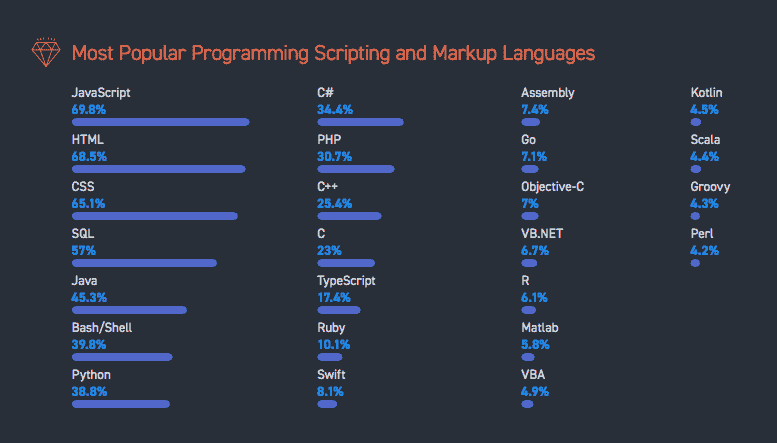 Most Popular Programming Scripting and Markup Languages
JavaScript
69.8%
HTML
68.5%
CSS
65.1%
SQL
57%
Java
45.3%
Bash/Shell
39.8%
Python
38.8%
C#
34.4%
PHP
30.7%
C++
25.4%
C
23%
TypeScript
17.4%
Ruby
10.1%
Swift
8.1%
Assembly
7.4%
Go
7.1%
Objective-C
7%
VB.NET
6.7%
R
6.1%
Matlab
5.8%
VBA
4.9%
Kotlin
4.5%
Scala
4.4%
Groovy
4.3%
Perl
4.2%